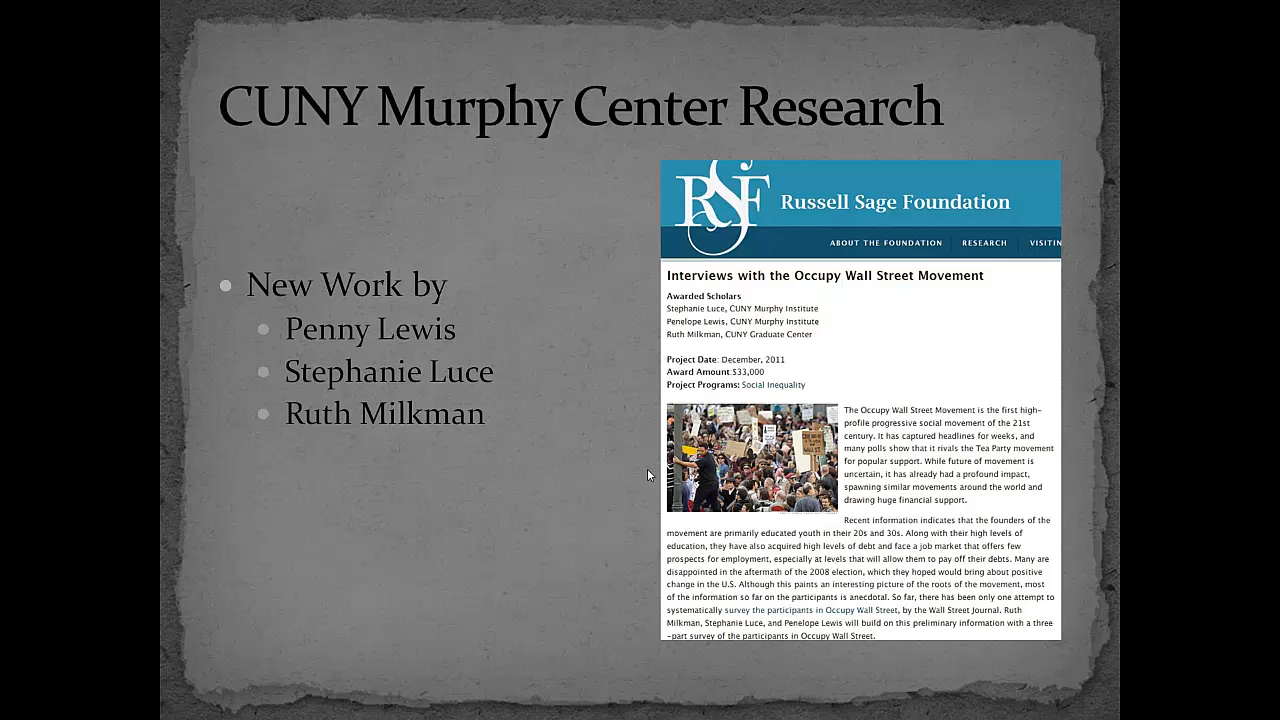 CUNY Murphy Center Research
New Work by
Penny Lewis
Stephanie Luce
Ruth Milkman
RSF Russell Sage Foundation
ABOUT THE FOUNDATION RESEARCH VISITIN
Interviews with the Occupy Wall Street Movement
Awarded Scholars
Stephanie Luce, CUNY Murphy Institute
Penelope Lewis, CUNY Murphy Institute
Ruth Milkman, CUNY Graduate Center
Project Date: December, 2011
Award Amount:$33,000
Project Programs: Social Inequality
The Occupy Wall Street Movement is the first high-
profile progressive social movement of the 21st
century. It has captured headlines for weeks, and
many polls show that it rivals the Tea Party movement
for popular support. While future of movement is
uncertain, it has already had a profound impact,
spawning similar movements around the world and
drawing huge financial support.
Recent information indicates that the founders of the
movement are primarily educated youth in their 20s and 30s. Along with their high levels of
education, they have also acquired high levels of debt and face a job market that offers few
prospects for employment, especially at levels that will allow them to pay off their debts. Many are
disappointed in the aftermath of the 2008 election, which they hoped would bring about positive
change in the U.S. Although this paints an interesting picture of the roots of the movement, most
of the information so far on the participants is anecdotal. So far, there has been only one attempt to
systematically survey the participants in Occupy Wall Street, by the Wall Street Journal. Ruth
Milkman, Stephanie Luce, and Penelope Lewis will build on this preliminary information with a three
-part survey of the participants in Occupy Wall Street.